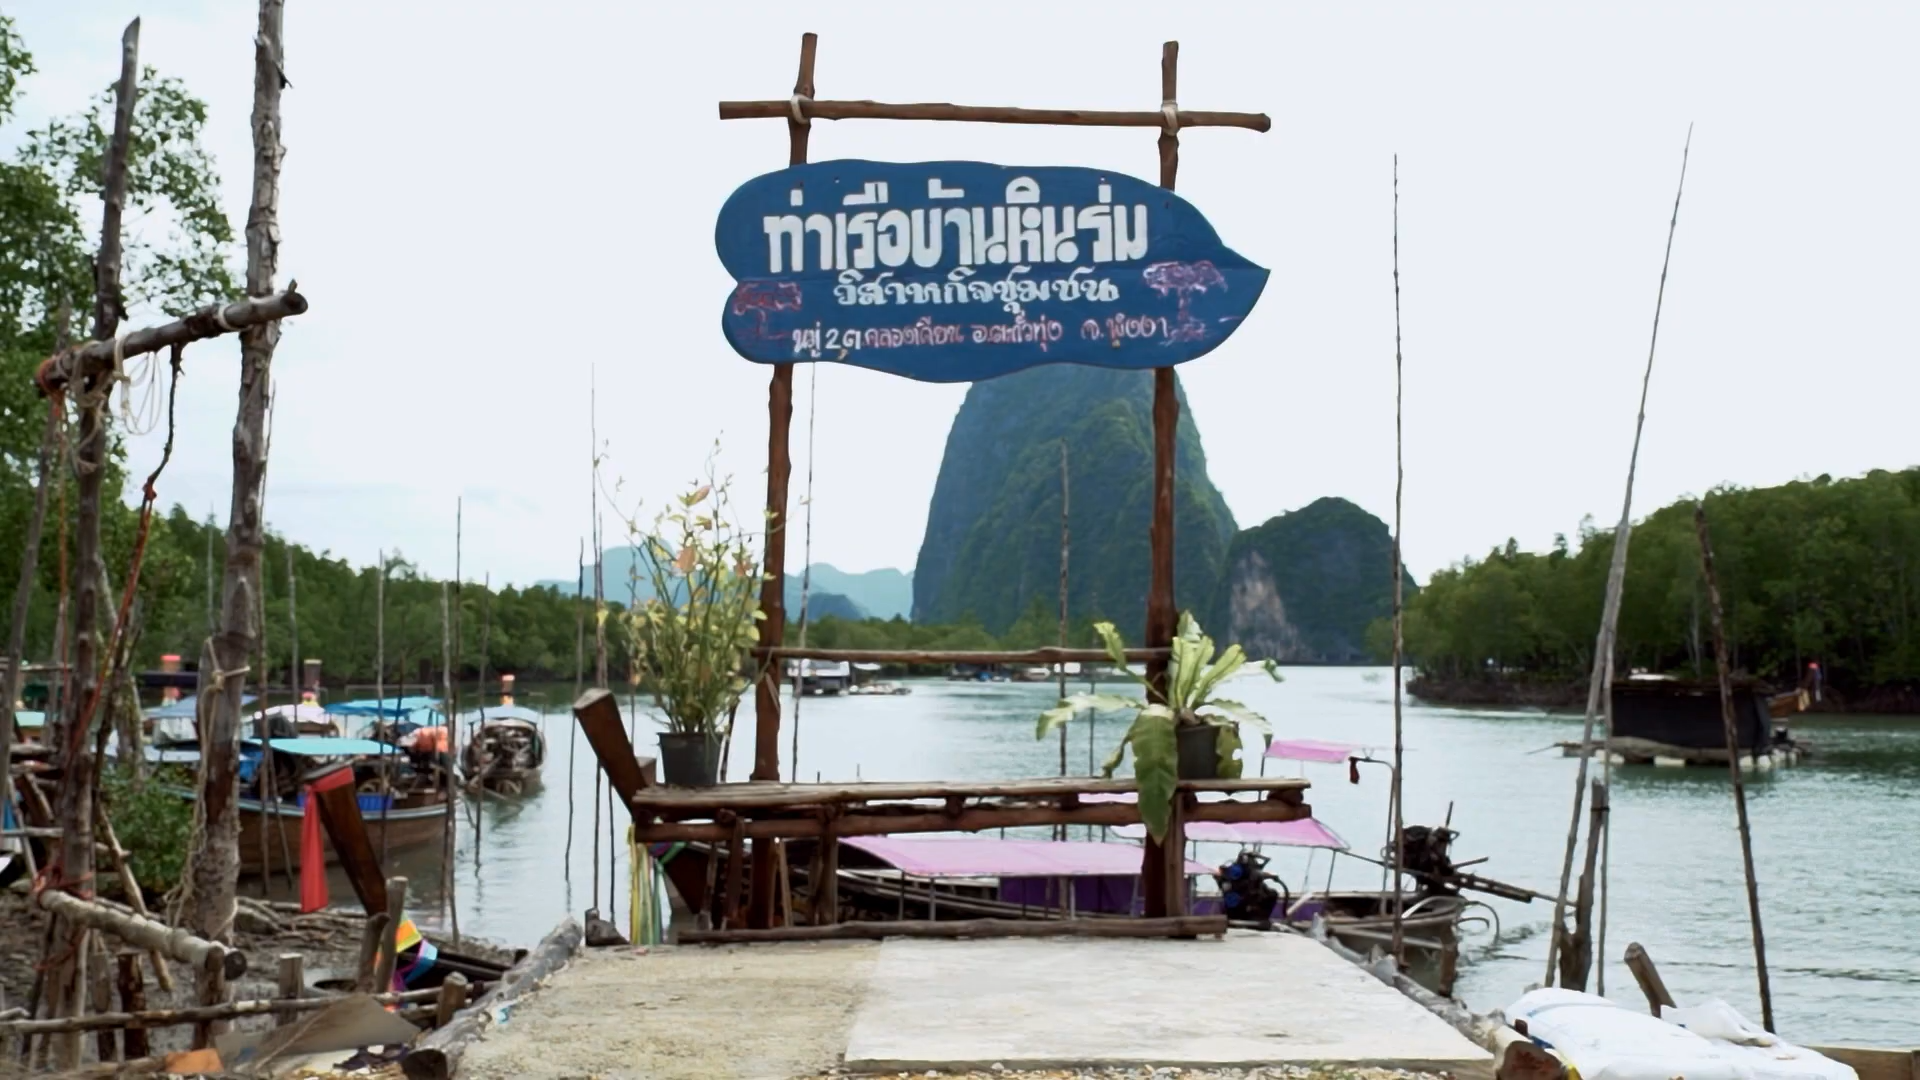 ท่าเรือบ้านหินร่ม
วิสาหกิจชุมชน
หมู่ 2 ต.คลองเคียน อ.ตะกั่วทุ่ง จ.พังงา